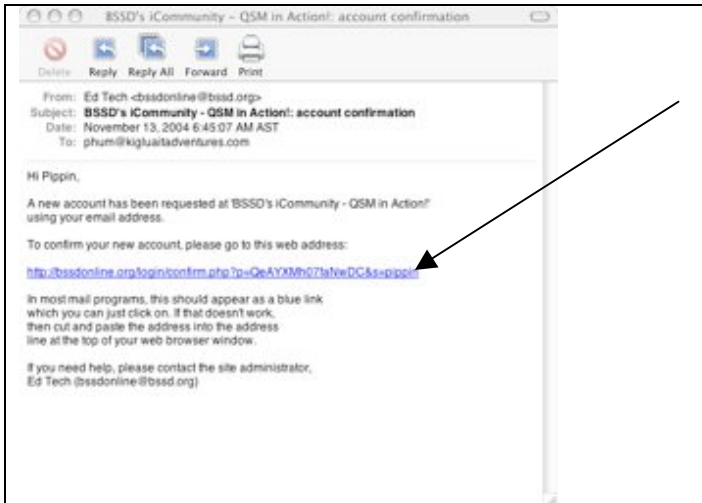 BSSD's iCommunity – QSM in Action!: account confirmation
Delete Reply Reply All Forward Print
From: Ed Tech <bssdonline@bssd.org>
Subject: BSSD's iCommunity - QSM in Action!: account confirmation
Date: November 13, 2004 6:45:07 AM AST
To: phum@kigluaitadventures.com
Hi Pippin,
A new account has been requested at 'BSSD's iCommunity - QSM in Action!'
using your email address.
To confirm your new account, please go to this web address:
http://bssdonline.org/login/confirm.php?p=QeAYXMh07faNwDC&s=pippin
In most mail programs, this should appear as a blue link
which you can just click on. If that doesn't work,
then cut and paste the address into the address
line at the top of your web browser window.
If you need help, please contact the site administrator,
Ed Tech (bssdonline@bssd.org)